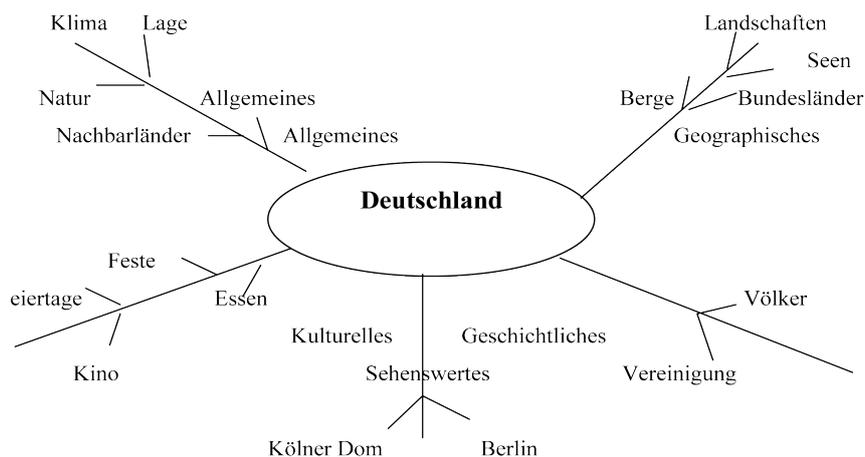 Klima Lage Landschaften
Seen
Natur Allgemeines Berge Bundesländer
Nachbarländer Allgemeines Geographisches
Deutschland
Feste
eiertage Essen Völker
Kulturelles Geschichtliches
Kino Sehenswertes Vereinigung
Kölner Dom Berlin